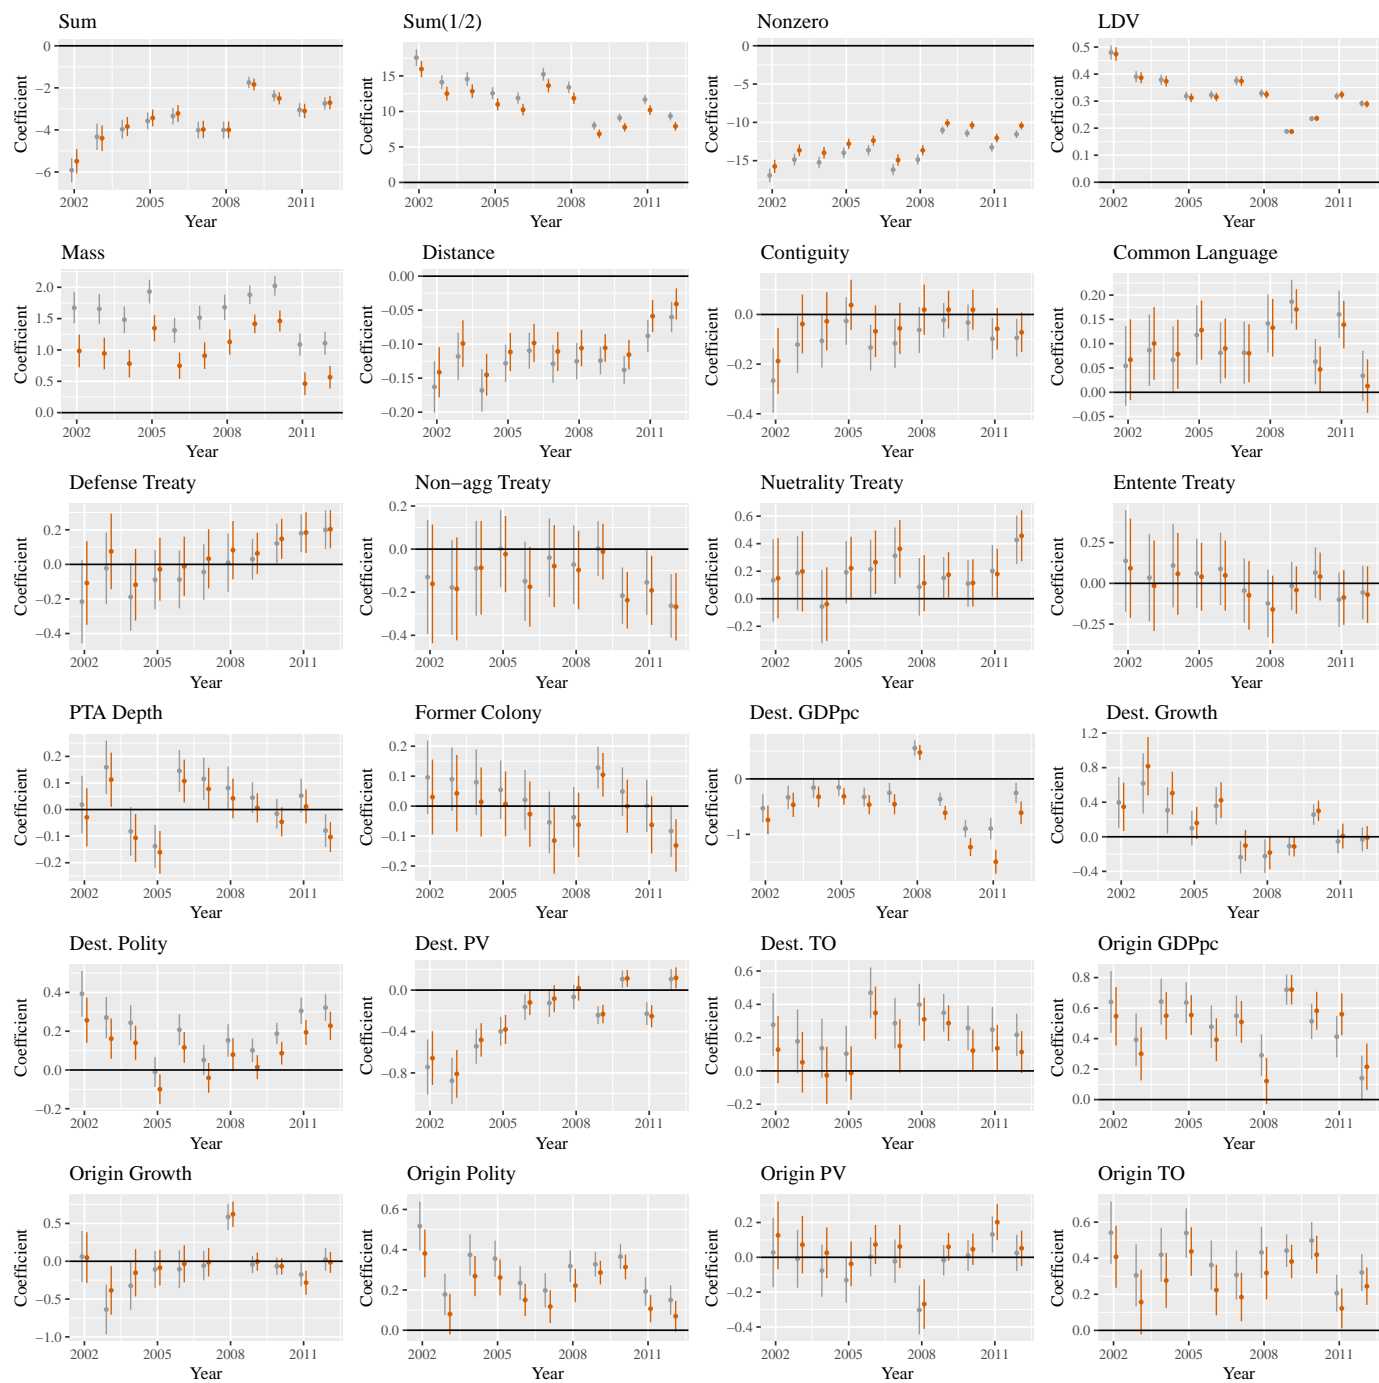 Sum
Coefficient
0
−2
−4
−6
2002 2005 2008 2011
Year
Sum(1/2)
Coefficient
15
10
5
0
2002 2005 2008 2011
Year
Nonzero
Coefficient
0
−5
−10
−15
2002 2005 2008 2011
Year
LDV
Coefficient
0.5
0.4
0.3
0.2
0.1
0.0
2002 2005 2008 2011
Year
Mass
Coefficient
2.0
1.5
1.0
0.5
0.0
2002 2005 2008 2011
Year
Distance
Coefficient
0.00
−0.05
−0.10
−0.15
−0.20
2002 2005 2008 2011
Year
Contiguity
Coefficient
0.0
−0.2
−0.4
2002 2005 2008 2011
Year
Common Language
Coefficient
0.20
0.15
0.10
0.05
0.00
−0.05
2002 2005 2008 2011
Year
Defense Treaty
Coefficient
0.2
0.0
−0.2
−0.4
2002 2005 2008 2011
Year
Non−agg Treaty
Coefficient
0.2
0.0
−0.2
−0.4
2002 2005 2008 2011
Year
Nuetrality Treaty
Coefficient
0.6
0.4
0.2
0.0
−0.2
2002 2005 2008 2011
Year
Entente Treaty
Coefficient
0.25
0.00
−0.25
2002 2005 2008 2011
Year
PTA Depth
Coefficient
0.2
0.1
0.0
−0.1
−0.2
2002 2005 2008 2011
Year
Former Colony
Coefficient
0.2
0.1
0.0
−0.1
−0.2
2002 2005 2008 2011
Year
Dest. GDPpc
Coefficient
0
−1
2002 2005 2008 2011
Year
Dest. Growth
Coefficient
1.2
0.8
0.4
0.0
−0.4
2002 2005 2008 2011
Year
Dest. Polity
Coefficient
0.4
0.2
0.0
−0.2
2002 2005 2008 2011
Year
Dest. PV
Coefficient
0.0
−0.4
−0.8
2002 2005 2008 2011
Year
Dest. TO
Coefficient
0.6
0.4
0.2
0.0
−0.2
2002 2005 2008 2011
Year
Origin GDPpc
Coefficient
0.8
0.6
0.4
0.2
0.0
2002 2005 2008 2011
Year
Origin Growth
Coefficient
0.5
0.0
−0.5
−1.0
2002 2005 2008 2011
Year
Origin Polity
Coefficient
0.6
0.4
0.2
0.0
2002 2005 2008 2011
Year
Origin PV
Coefficient
0.2
0.0
−0.2
−0.4
2002 2005 2008 2011
Year
Origin TO
Coefficient
0.6
0.4
0.2
0.0
2002 2005 2008 2011
Year